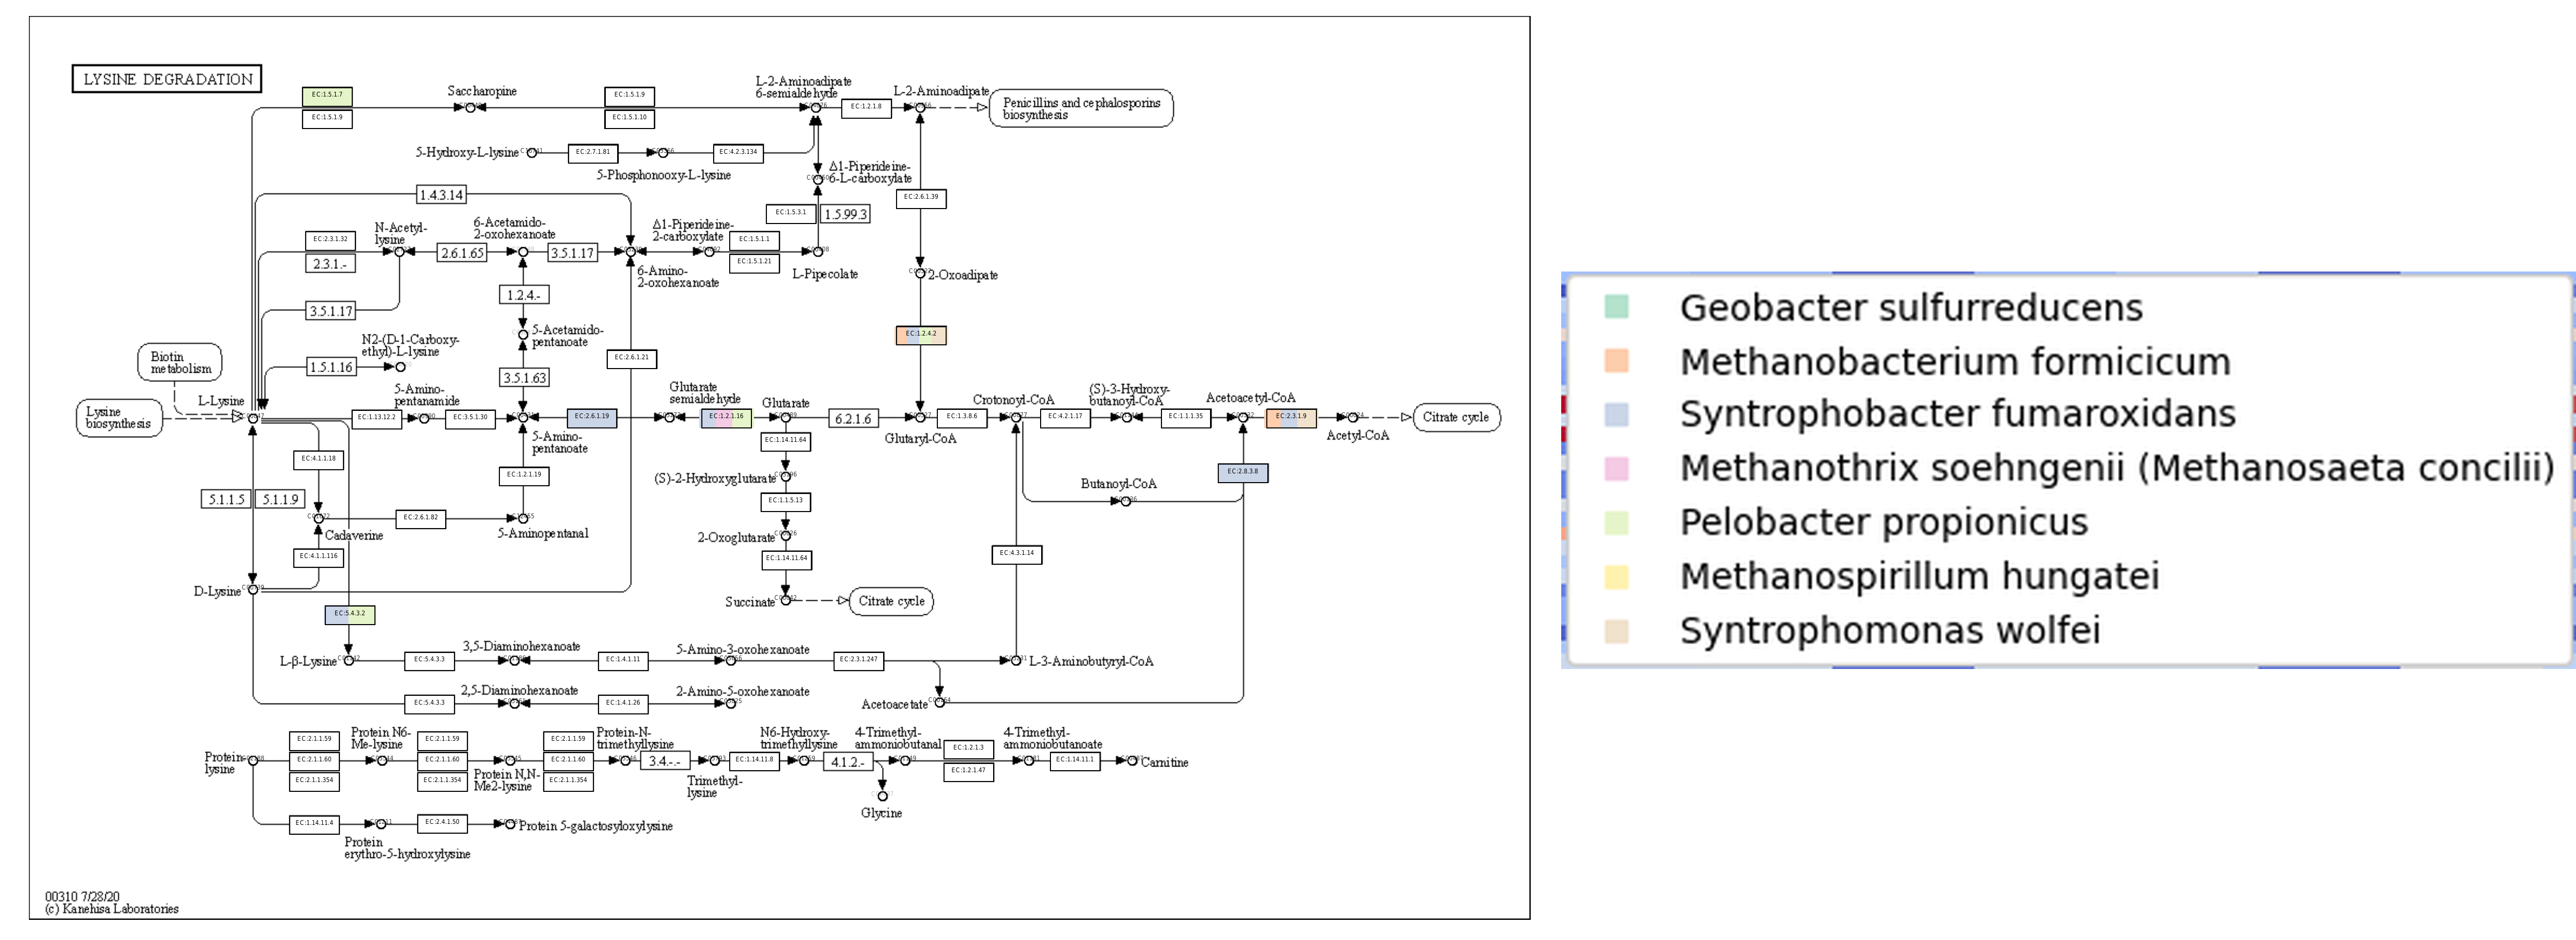 LYSINE DEGRADATION
EC:1.5.1.7
EC:1.5.1.9
Saccharopine
EC:1.5.1.9
EC:1.5.1.10
L-2-Aminoadipate
6-semialdehyde
EC:1.2.1.8
L-2-Aminoadipate
Penicillins and cephalosporins
biosynthesis
5-Hydroxy-L-lysine
EC:2.7.1.81
EC:4.2.3.134
5-Phosphonooxy-L-lysine
Δ1-Piperideine-
6-L-carboxylate
1.4.3.14
EC:2.6.1.39
EC:1.5.3.1
1.5.99.3
N-Acetyl-
lysine
6-Acetamido-
2-oxohexanoate
Δ1-Piperideine-
2-carboxylate
EC:2.3.1.32
2.3.1.-
2.6.1.65
3.5.1.17
EC:1.5.1.1
EC:1.5.1.21
6-Amino-
2-oxohexanoate
L-Pipecolate
2-Oxoadipate
1.2.4.-
3.5.1.17
5-Acetamido-
pentanoate
EC:1.2.4.2
N2-(D-1-Carboxy-
ethyl)-L-lysine
1.5.1.16
EC:2.6.1.21
Biotin
metabolism
3.5.1.63
Lysine
biosynthesis
L-Lysine
5-Amino-
pentanamide
EC:1.13.12.2
EC:3.5.1.30
5-Amino-
pentanoate
EC:2.6.1.19
Glutarate
semialdehyde
EC:1.2.1.16
Glutarate
6.2.1.6
Glutaryl-CoA
EC:1.3.8.6
Crotonoyl-CoA
EC:4.2.1.17
(S)-3-Hydroxy-
butanoyl-CoA
EC:1.1.1.35
Acetoacetyl-CoA
EC:2.3.1.9
Acetyl-CoA
Citrate cycle
EC:1.14.11.64
EC:4.1.1.18
EC:1.2.1.19
(S)-2-Hydroxyglutarate
EC:2.8.3.8
Butanoyl-CoA
5.1.1.5
5.1.1.9
EC:1.1.5.13
Cadaverine
EC:2.6.1.82
5-Aminopentanal
2-Oxoglutarate
EC:4.1.1.116
EC:1.14.11.64
EC:4.3.1.14
D-Lysine
Succinate
Citrate cycle
EC:5.4.3.2
L-β-Lysine
EC:5.4.3.3
3,5-Diaminohexanoate
EC:1.4.1.11
5-Amino-3-oxohexanoate
EC:2.3.1.247
L-3-Aminobutyryl-CoA
EC:5.4.3.3
2,5-Diaminohexanoate
EC:1.4.1.26
2-Amino-5-oxohexanoate
Acetoacetate
Protein-
lysine
EC:2.1.1.59
EC:2.1.1.60
EC:2.1.1.354
Protein N6-
Me-lysine
EC:2.1.1.59
EC:2.1.1.60
EC:2.1.1.354
Protein N,N-
Me2-lysine
EC:2.1.1.59
EC:2.1.1.60
EC:2.1.1.354
Protein-N-
trimethyllysine
3.4.-.-
Trimethyl-
lysine
EC:1.14.11.8
N6-Hydroxy-
trimethyllysine
4.1.2.-
4-Trimethyl-
ammoniobutanal
EC:1.2.1.3
EC:1.2.1.47
4-Trimethyl-
ammoniobutanoate
EC:1.14.11.1
Carnitine
Glycine
EC:1.14.11.4
Protein
erythro-5-hydroxylysine
EC:2.4.1.50
Protein 5-galactosyloxylysine
00310 7/28/20
(c) Kanehisa Laboratories
Geobacter sulfurreducens
Methanobacterium formicicum
Syntrophobacter fumaroxidans
Methanothrix soehngenii (Methanosaeta concilii)
Pelobacter propionicus
Methanospirillum hungatei
Syntrophomonas wolfei